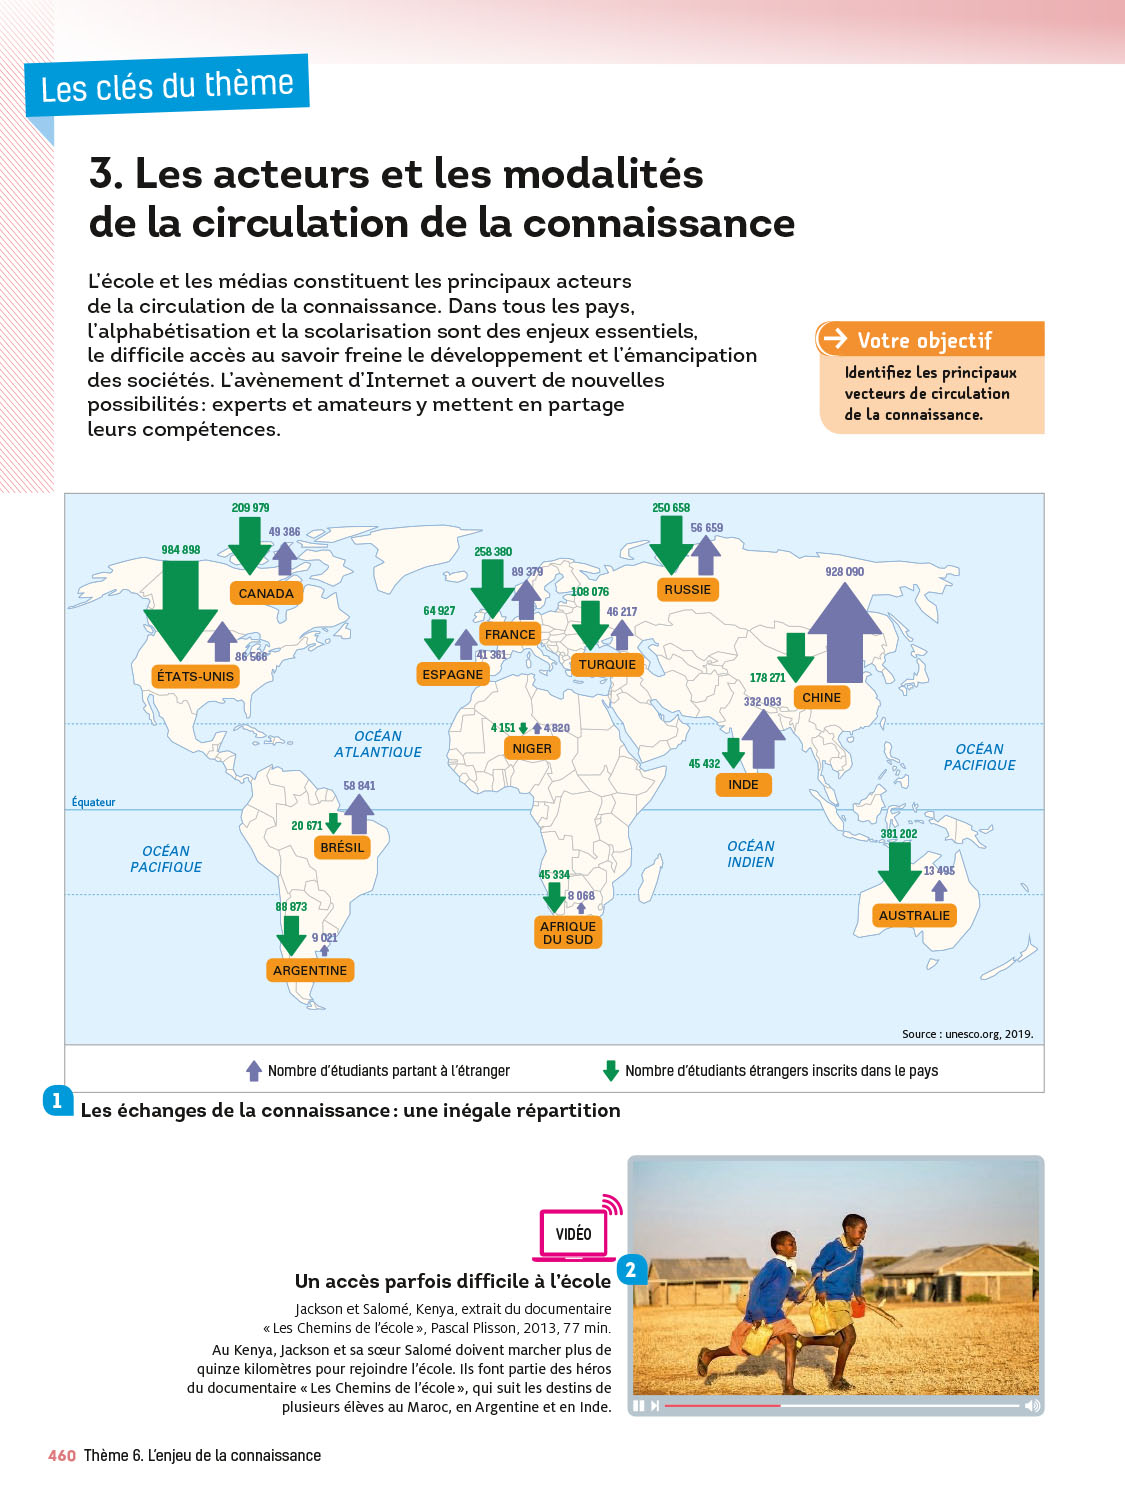 Les clés du thème
3. Les acteurs et les modalités
de la circulation de la connaissance
L'école et les médias constituent les principaux acteurs
de la circulation de la connaissance. Dans tous les pays,
l'alphabétisation et la scolarisation sont des enjeux essentiels,
le difficile accès au savoir freine le développement et l'émancipation
des sociétés. L'avènement d'Internet a ouvert de nouvelles
possibilités : experts et amateurs y mettent en partage
leurs compétences.
Votre objectif
Identifiez les principaux
vecteurs de circulation
de la connaissance.
209 979
49 386
CANADA
984 898
86 566
ÉTATS-UNIS
258 380
89 379
FRANCE
64 927
41 361
ESPAGNE
108 076
46 217
TURQUIE
250 658
56 659
RUSSIE
928 090
178 271
CHINE
332 083
45 432
INDE
4 151
4 820
NIGER
OCÉAN
ATLANTIQUE
OCÉAN
PACIFIQUE
Équateur
58 841
20 671
BRÉSIL
OCÉAN
PACIFIQUE
OCÉAN
INDIEN
381 202
13 495
AUSTRALIE
45 334
8 068
AFRIQUE
DU SUD
88 873
9 021
ARGENTINE
Source : unesco.org, 2019.
Nombre d'étudiants partant à l'étranger
Nombre d'étudiants étrangers inscrits dans le pays
1
Les échanges de la connaissance : une inégale répartition
VIDÉO
2
Un accès parfois difficile à l'école
Jackson et Salomé, Kenya, extrait du documentaire
« Les Chemins de l'école », Pascal Plisson, 2013, 77 min.
Au Kenya, Jackson et sa sœur Salomé doivent marcher plus de
quinze kilomètres pour rejoindre l'école. Ils font partie des héros
du documentaire « Les Chemins de l'école », qui suit les destins de
plusieurs élèves au Maroc, en Argentine et en Inde.
460 Thème 6. L'enjeu de la connaissance